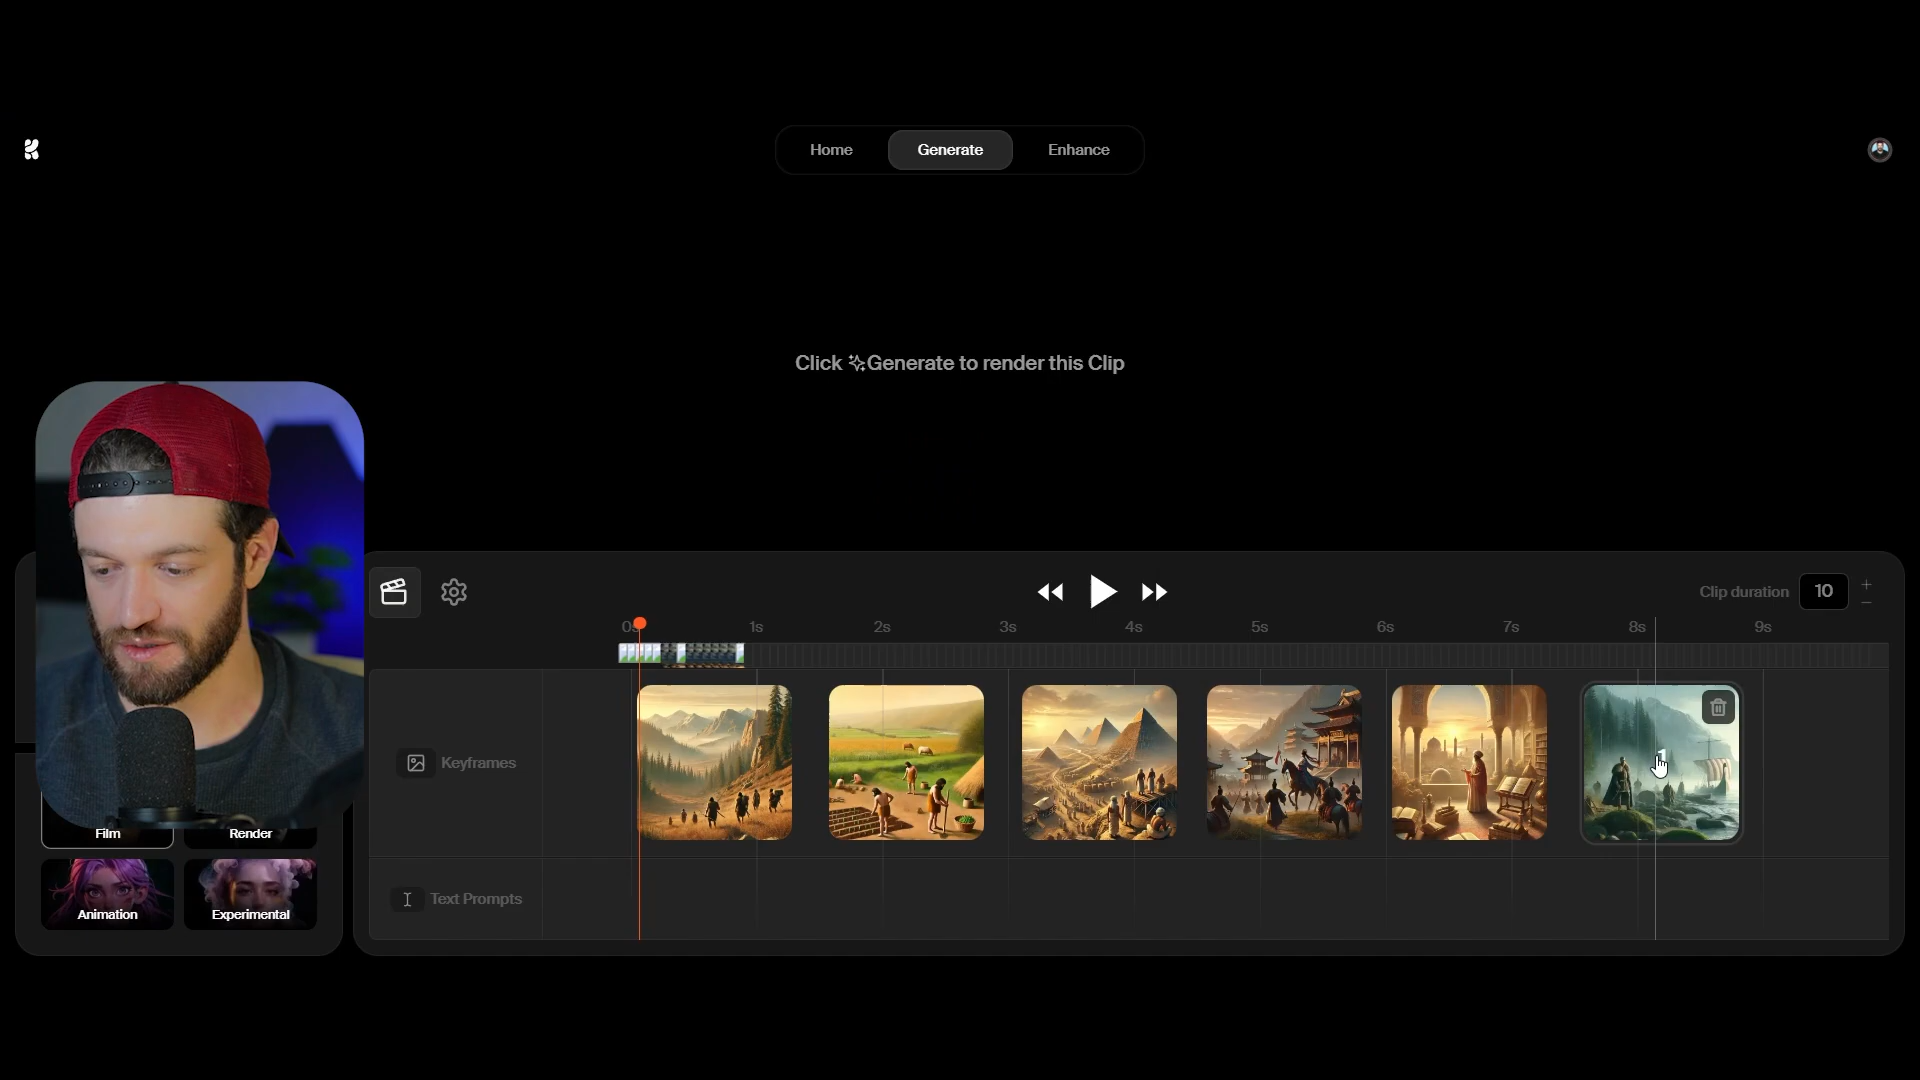 Home
Generate
Enhance
Click Generate to render this Clip
Clip duration
10
1s
2s
3s
4s
5s
6s
7s
8s
9s
Keyframes
Text Prompts
Film
Render
Animation
Experimental